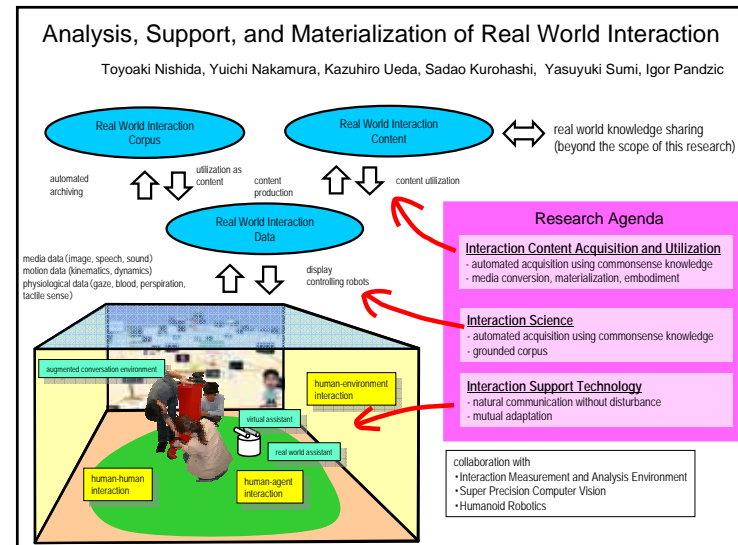 Analysis, Support, and Materialization of Real World Interaction
Toyoaki Nishida, Yuichi Nakamura, Kazuhiro Ueda, Sadao Kurohashi, Yasuyuki Sumi, Igor Pandzic
Real World Interaction
Corpus
Real World Interaction
Content
real world knowledge sharing
(beyond the scope of this research)
automated
archiving
utilization as
content
content
production
content utilization
Real World Interaction
Data
media data (image, speech, sound)
motion data (kinematics, dynamics)
physiological data (gaze, blood, perspiration,
tactile sense)
display
controlling robots
Research Agenda
Interaction Content Acquisition and Utilization
- automated acquisition using commonsense knowledge
- media conversion, materialization, embodiment
Interaction Science
- automated acquisition using commonsense knowledge
- grounded corpus
Interaction Support Technology
- natural communication without disturbance
- mutual adaptation
augmented conversation environment
human-environment
interaction
virtual assistant
real world assistant
human-human
interaction
human-agent
interaction
collaboration with
・Interaction Measurement and Analysis Environment
・Super Precision Computer Vision
・Humanoid Robotics